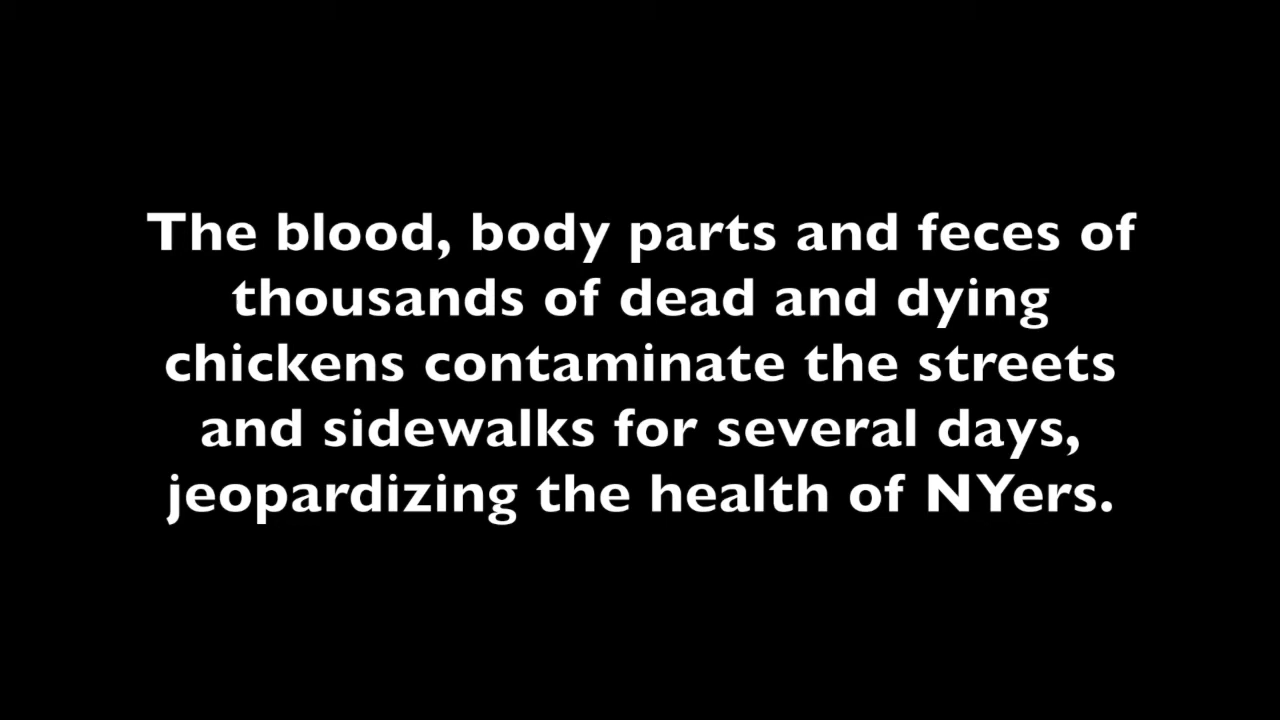 The blood, body parts and feces of
thousands of dead and dying
chickens contaminate the streets
and sidewalks for several days,
jeopardizing the health of NYers.